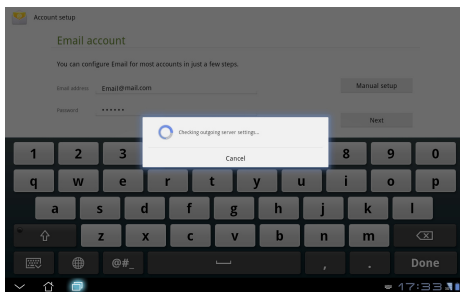 Account setup
Email account
You can configure Email for most accounts in just a few steps.
Email address Email@mail.com
Manual setup
Password ••••••
Next
Checking outgoing server settings...
Cancel
1 2 3 8 9 0
q w e r t y u i o p
a s d f g h j k l
z x c v b n m
@#_ , . Done
17:33